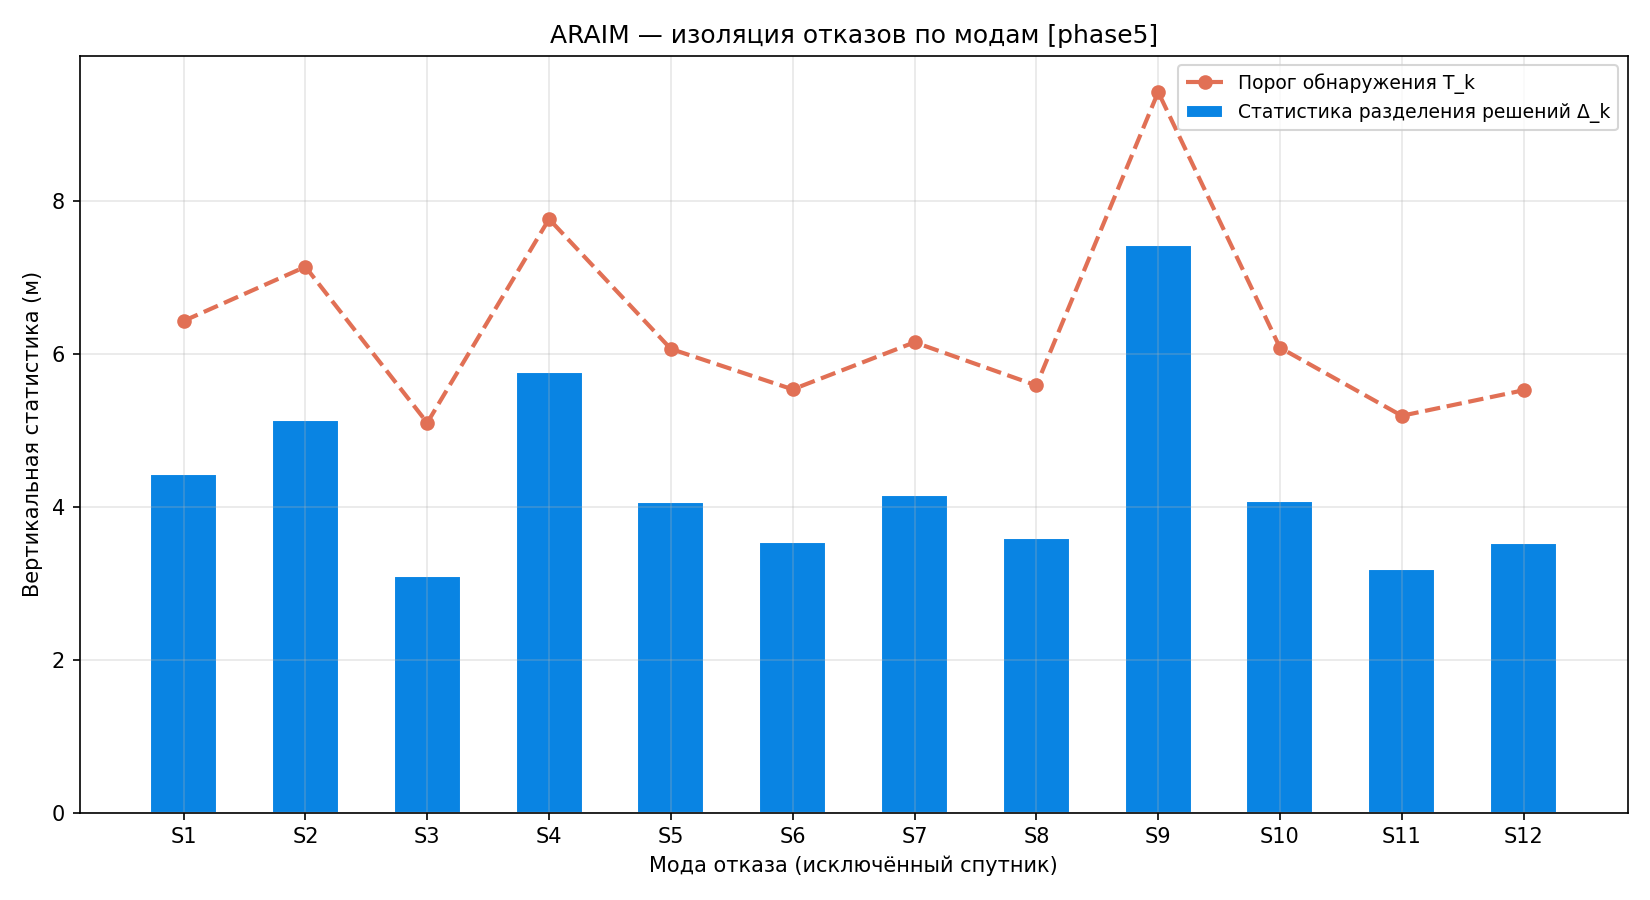 ARAIM — изоляция отказов по модам [phase5]
Порог обнаружения T_k
Статистика разделения решений Δ_k
Вертикальная статистика (м)
8
6
4
2
0
S1 S2 S3 S4 S5 S6 S7 S8 S9 S10 S11 S12
Мода отказа (исключённый спутник)